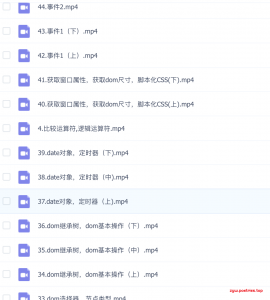 44.事件2.mp4
43.事件1（下）.mp4
42.事件1（上）.mp4
41.获取窗口属性，获取dom尺寸，脚本化CSS(下).mp4
40.获取窗口属性，获取dom尺寸，脚本化CSS(上).mp4
4.比较运算符,逻辑运算符.mp4
39.date对象，定时器（下).mp4
38.date对象，定时器（中).mp4
37.date对象，定时器（上).mp4
36.dom继承树，dom基本操作（下）.mp4
35.dom继承树，dom基本操作（中）.mp4
34.dom继承树，dom基本操作（上）.mp4
33.dom选择器，节点类型.mp4